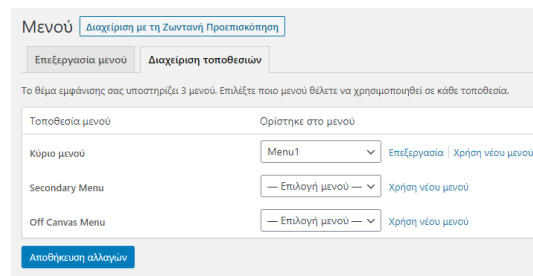 Μενού Διαχείριση με τη Ζωντανή Προεπισκόπηση
Επεξεργασία μενού Διαχείριση τοποθεσιών
Το θέμα εμφάνισης σας υποστηρίζει 3 μενού. Επιλέξτε ποιο μενού θέλετε να χρησιμοποιηθεί σε κάθε τοποθεσία.
Τοποθεσία μενού Ορίστηκε στο μενού
Κύριο μενού Menu1 Επεξεργασία Χρήση νέου μενού
Secondary Menu — Επιλογή μενού — Χρήση νέου μενού
Off Canvas Menu — Επιλογή μενού — Χρήση νέου μενού
Αποθήκευση αλλαγών